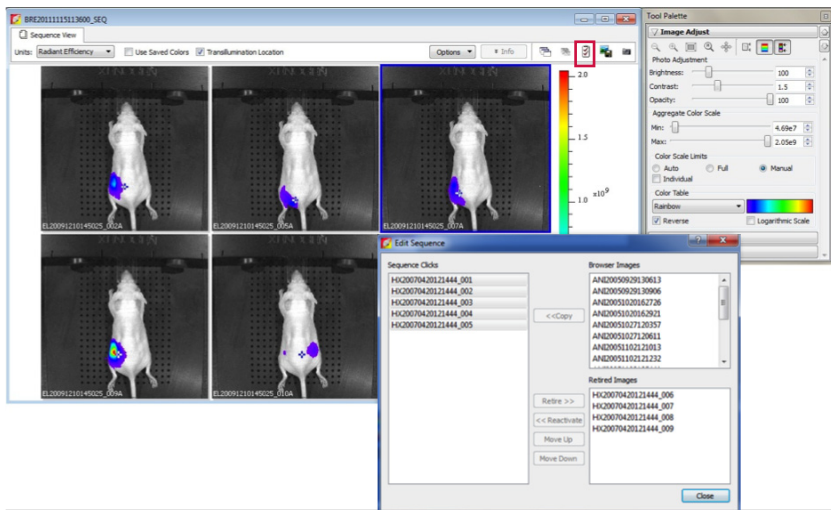 BRE20111115113600_SEQ
Sequence View
Units: Radiant Efficiency Use Saved Colors Transillumination Location Options Info
EL20091210145025_002A
EL20091210145025_005A
EL20091210145025_007A
EL20091210145025_009A
EL20091210145025_010A
2.0
1.5
1.0
x10⁹
Tool Palette
Image Adjust
Photo Adjustment
Brightness: 100
Contrast: 1.5
Opacity: 100
Aggregate Color Scale
Min: 4.69e7
Max: 2.05e9
Color Scale Limits
Auto Full Manual
Individual
Color Table
Rainbow
Reverse Logarithmic Scale
Edit Sequence
Sequence Clicks
HX20070420121444_001
HX20070420121444_002
HX20070420121444_003
HX20070420121444_004
HX20070420121444_005
<<Copy
Retire >>
<< Reactivate
Move Up
Move Down
Browser Images
ANI20050929130613
ANI20050929130906
ANI20051020162726
ANI20051020162921
ANI20051027120357
ANI20051027120611
ANI20051102121013
ANI20051102121232
Retired Images
HX20070420121444_006
HX20070420121444_007
HX20070420121444_008
HX20070420121444_009
Close